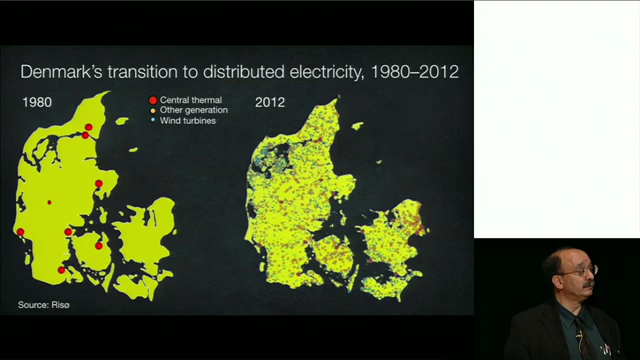 Denmark's transition to distributed electricity, 1980–2012
1980
Central thermal
Other generation
Wind turbines
2012
Source: Risø